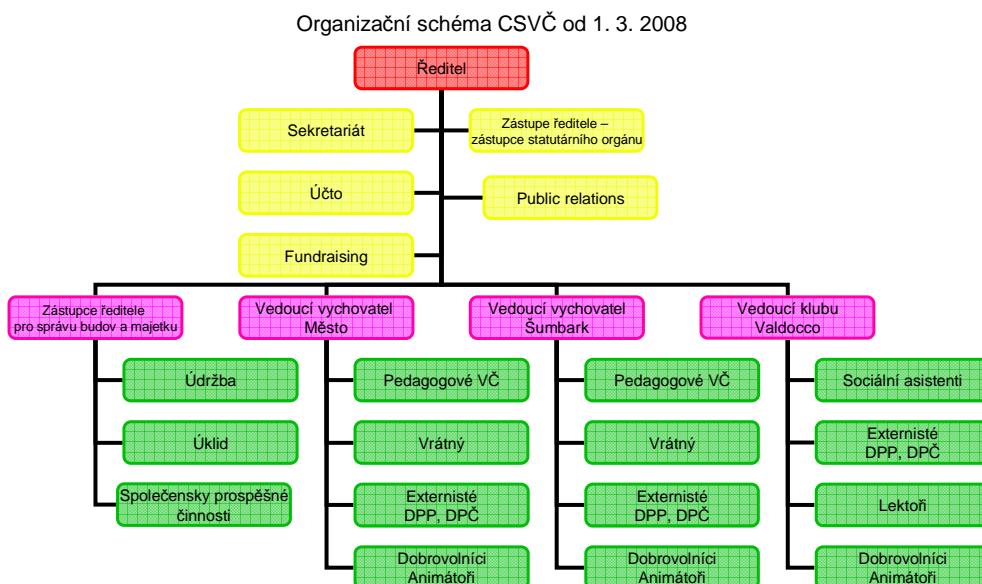 Organizační schéma CSVČ od 1. 3. 2008
Ředitel
Sekretariát
Zástupe ředitele –
zástupce statutárního orgánu
Účto
Public relations
Fundraising
Zástupce ředitele
pro správu budov a majetku
Vedoucí vychovatel
Město
Vedoucí vychovatel
Šumbark
Vedoucí klubu
Valdocco
Údržba
Pedagogové VČ
Pedagogové VČ
Sociální asistenti
Úklid
Vrátný
Vrátný
Externisté
DPP, DPČ
Společensky prospěšné
činnosti
Externisté
DPP, DPČ
Externisté
DPP, DPČ
Lektoři
Dobrovolníci
Animátoři
Dobrovolníci
Animátoři
Dobrovolníci
Animátoři